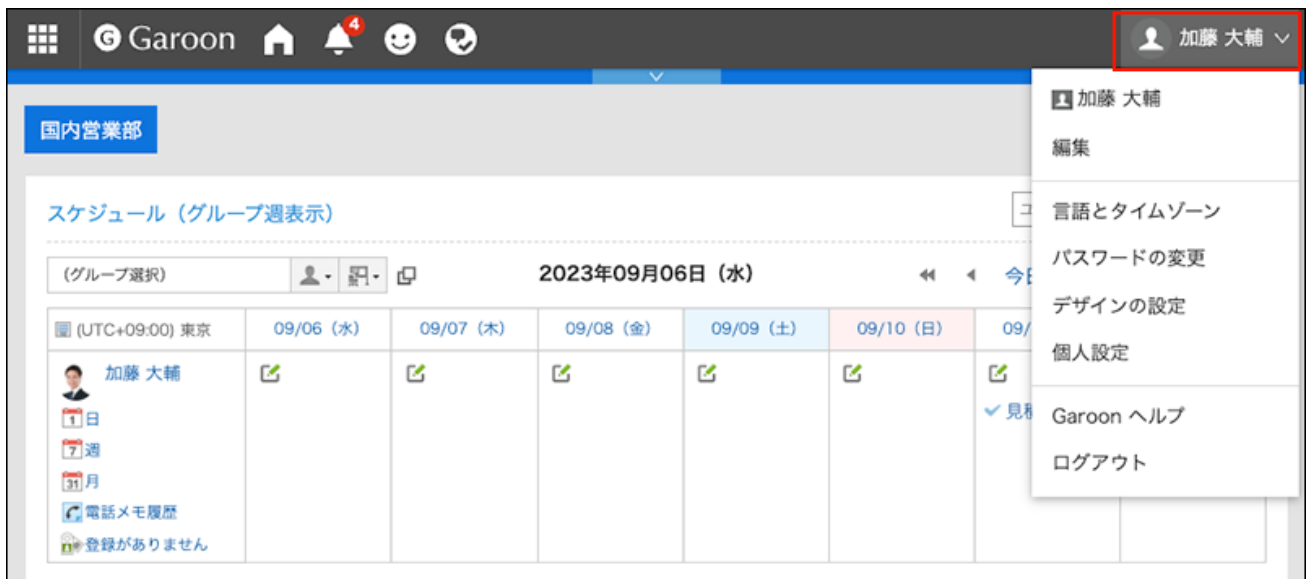 G Garoon 4 加藤 大輔
加藤 大輔
国内営業部
編集
スケジュール（グループ週表示）
言語とタイムゾーン
パスワードの変更
(グループ選択) 2023年09月06日（水）
デザインの設定
(UTC+09:00) 東京 09/06（水） 09/07（木） 09/08（金） 09/09（土） 09/10（日） 09/
個人設定
加藤 大輔
1 日
Garoon ヘルプ
7 週
ログアウト
31 月
電話メモ履歴
登録がありません